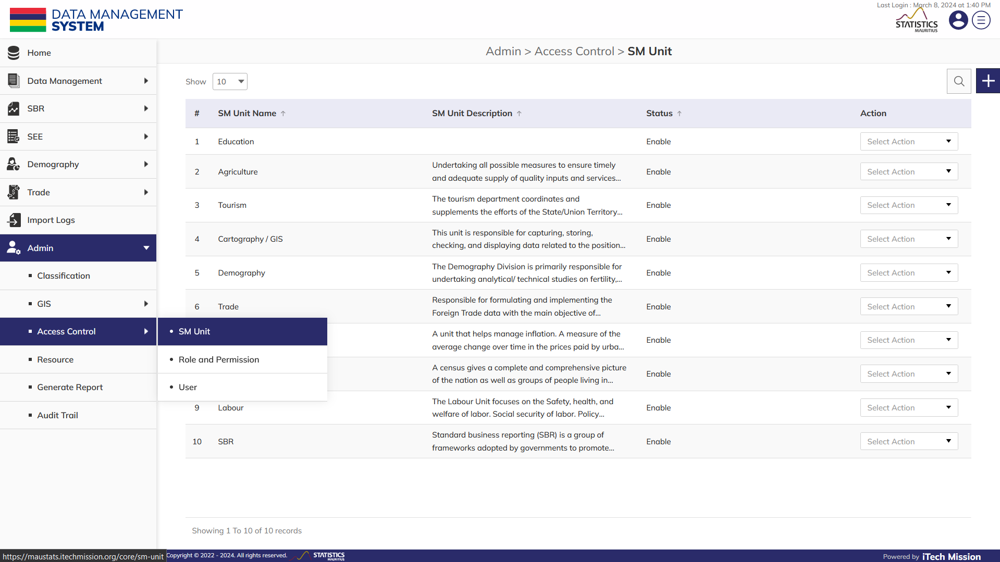 Last Login : March 8, 2024 at 1:40 PM
DATA MANAGEMENT
SYSTEM
STATISTICS
MAURITIUS
Home
Data Management
SBR
SEE
Demography
Trade
Import Logs
Admin
Classification
GIS
Access Control
Resource
Generate Report
Audit Trail
SM Unit
Role and Permission
User
Admin > Access Control > SM Unit
Show 10
# SM Unit Name ↑ SM Unit Description ↑ Status ↑ Action
1 Education Enable Select Action
2 Agriculture Undertaking all possible measures to ensure timely
and adequate supply of quality inputs and services... Enable Select Action
3 Tourism The tourism department coordinates and
supplements the efforts of the State/Union Territory... Enable Select Action
4 Cartography / GIS This unit is responsible for capturing, storing,
checking, and displaying data related to the position... Enable Select Action
5 Demography The Demography Division is primarily responsible for
undertaking analytical/ technical studies on fertility,... Enable Select Action
6 Trade Responsible for formulating and implementing the
Foreign Trade data with the main objective of... Enable Select Action
A unit that helps manage inflation. A measure of the
average change over time in the prices paid by urba... Enable Select Action
A census gives a complete and comprehensive picture
of the nation as well as groups of people living in... Enable Select Action
9 Labour The Labour Unit focuses on the Safety, health, and
welfare of labor. Social security of labor. Policy... Enable Select Action
10 SBR Standard business reporting (SBR) is a group of
frameworks adopted by governments to promote... Enable Select Action
Showing 1 To 10 of 10 records
https://maustats.itechmission.org/core/sm-unit
Copyright © 2022 - 2024. All rights reserved.
STATISTICS
MAURITIUS
Powered by iTech Mission